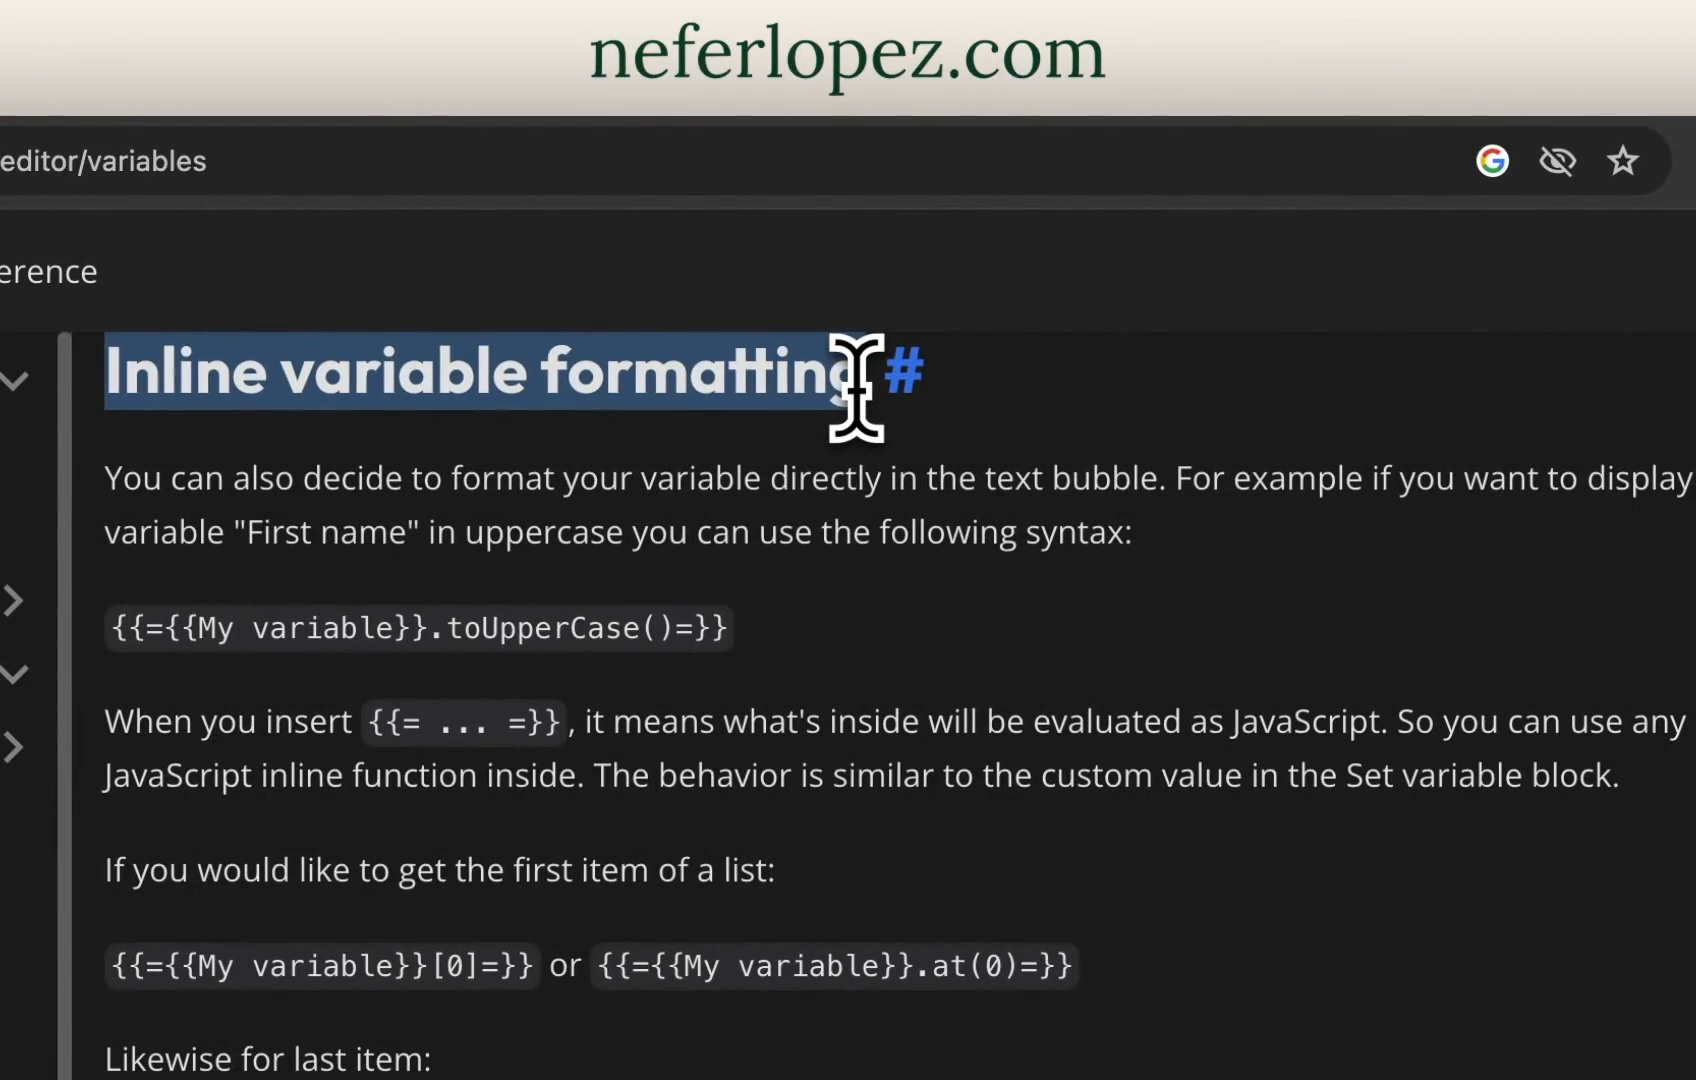 neferlopez.com
editor/variables
erence
Inline variable formatting #
You can also decide to format your variable directly in the text bubble. For example if you want to display
variable "First name" in uppercase you can use the following syntax:
{{={{My variable}}.toUpperCase()=}}
When you insert {{= ... =}}, it means what's inside will be evaluated as JavaScript. So you can use any
JavaScript inline function inside. The behavior is similar to the custom value in the Set variable block.
If you would like to get the first item of a list:
{{={{My variable}}[0]=}} or {{={{My variable}}.at(0)=}}
Likewise for last item: